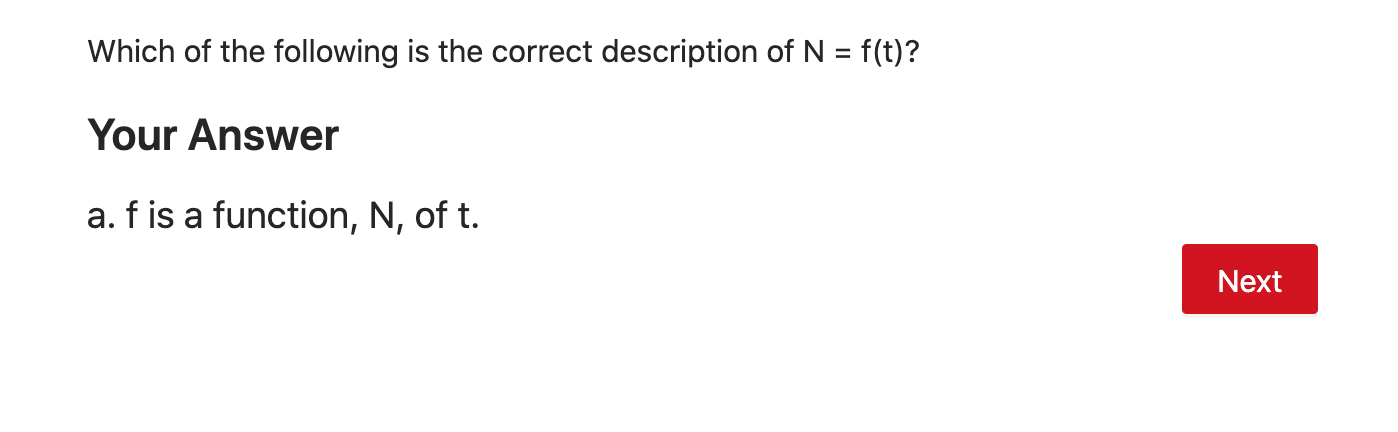 Which of the following is the correct description of N = f(t)?
Your Answer
a. f is a function, N, of t.
Next